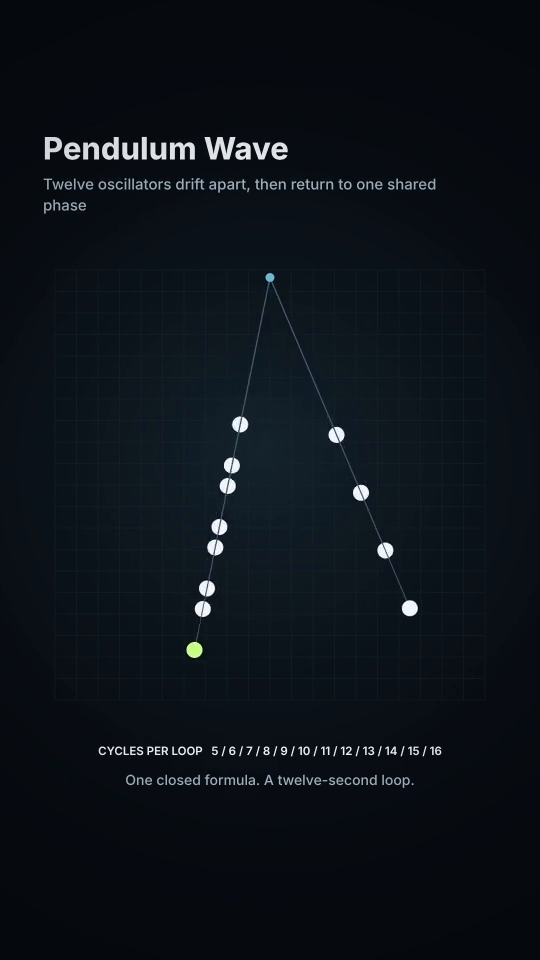 Pendulum Wave
Twelve oscillators drift apart, then return to one shared
phase
CYCLES PER LOOP 5 / 6 / 7 / 8 / 9 / 10 / 11 / 12 / 13 / 14 / 15 / 16
One closed formula. A twelve-second loop.